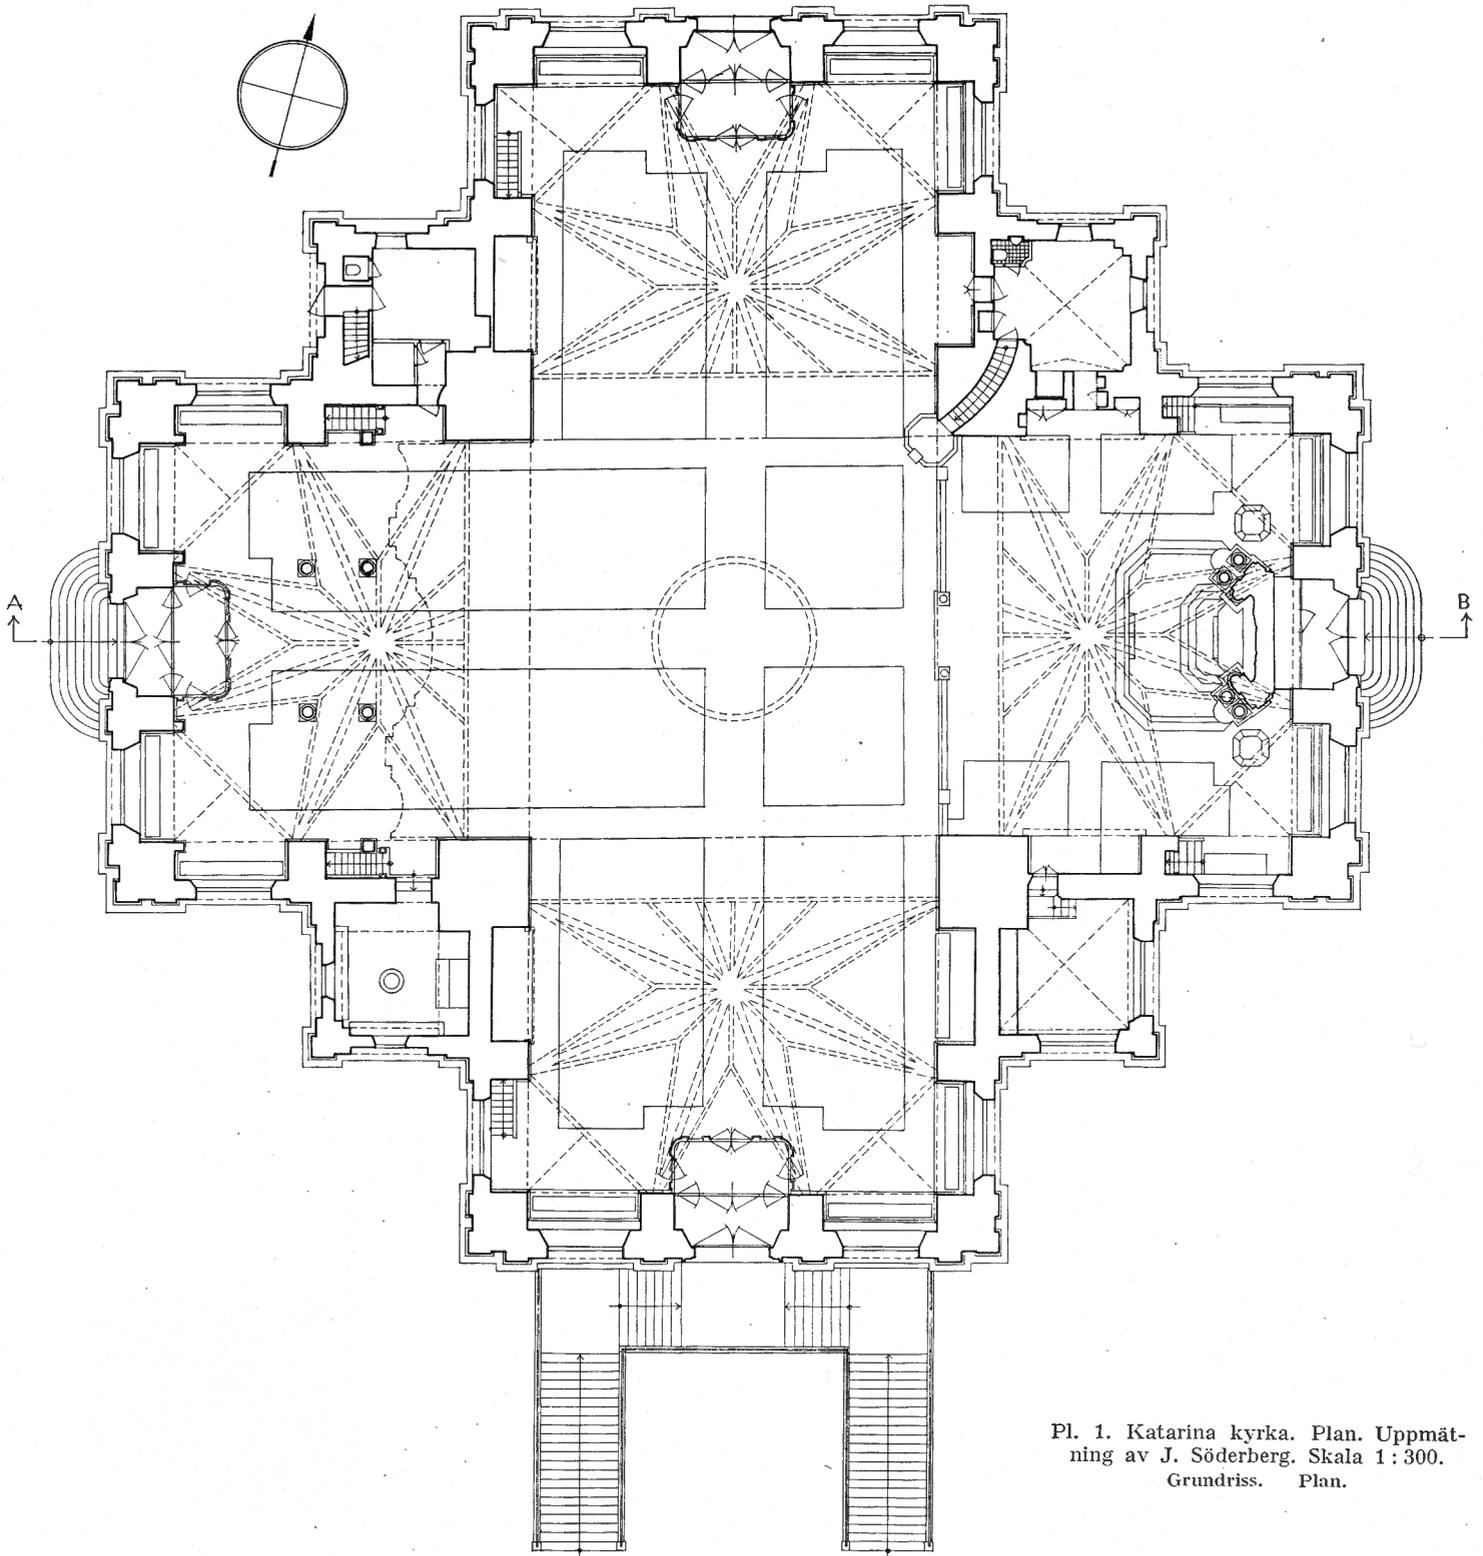 A
B
Pl. 1. Katarina kyrka. Plan. Uppmät-
ning av J. Söderberg. Skala 1 : 300.
Grundriss. Plan.